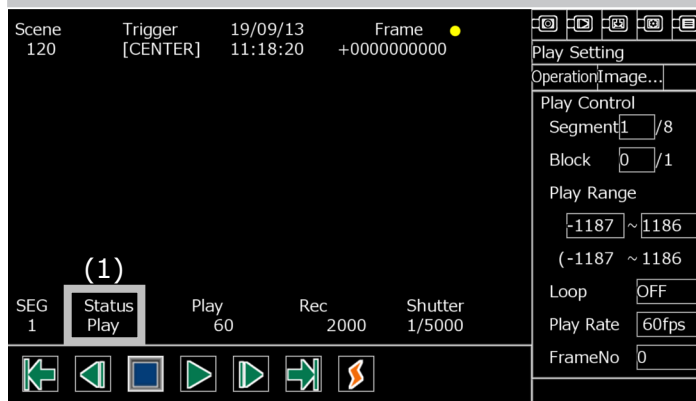 Scene Trigger 19/09/13 Frame
120 [CENTER] 11:18:20 +0000000000
(1)
SEG Status Play Rec Shutter
1 Play 60 2000 1/5000
Play Setting
Operation Image...
Play Control
Segment 1 /8
Block 0 /1
Play Range
-1187 ~ 1186
(-1187 ~ 1186
Loop OFF
Play Rate 60fps
FrameNo 0